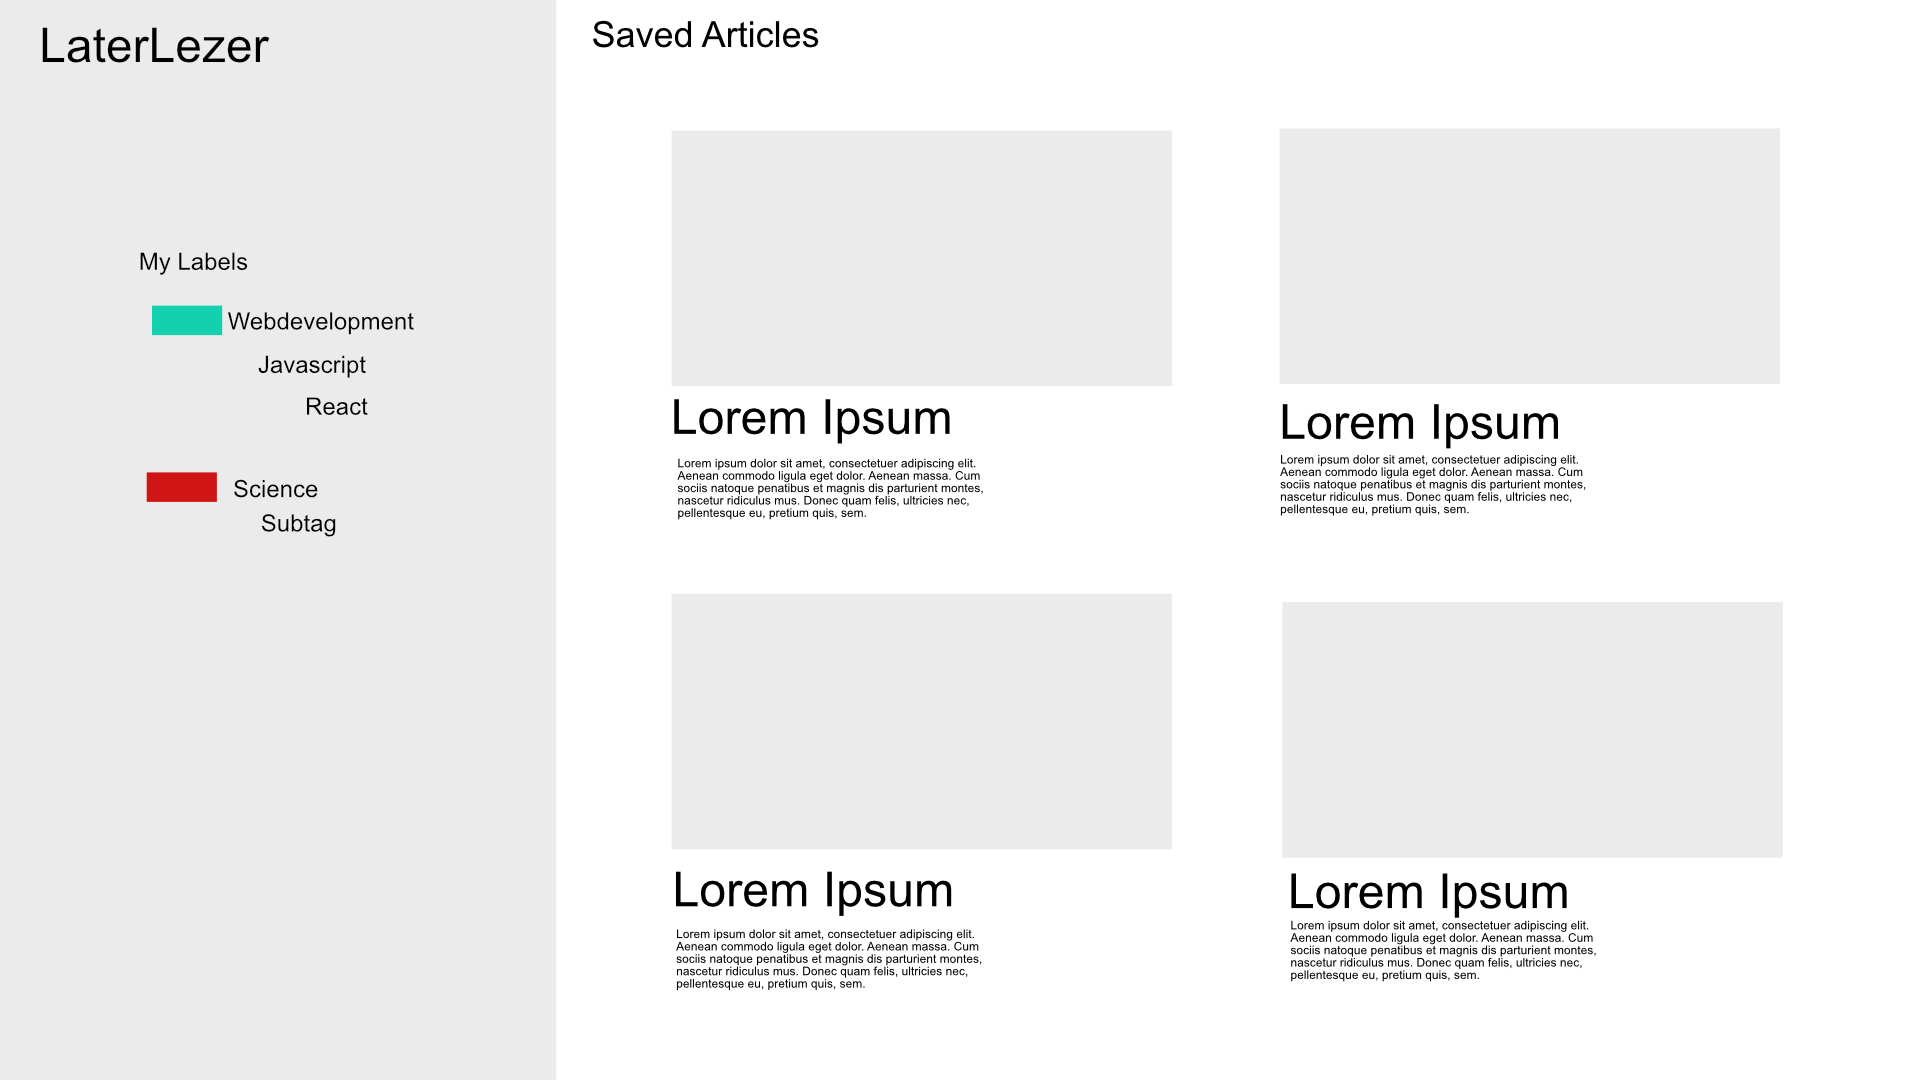 LaterLezer
My Labels
Webdevelopment
Javascript
React
Science
Subtag
Saved Articles
Lorem Ipsum
Lorem ipsum dolor sit amet, consectetuer adipiscing elit.
Aenean commodo ligula eget dolor. Aenean massa. Cum
sociis natoque penatibus et magnis dis parturient montes,
nascetur ridiculus mus. Donec quam felis, ultricies nec,
pellentesque eu, pretium quis, sem.
Lorem Ipsum
Lorem ipsum dolor sit amet, consectetuer adipiscing elit.
Aenean commodo ligula eget dolor. Aenean massa. Cum
sociis natoque penatibus et magnis dis parturient montes,
nascetur ridiculus mus. Donec quam felis, ultricies nec,
pellentesque eu, pretium quis, sem.
Lorem Ipsum
Lorem ipsum dolor sit amet, consectetuer adipiscing elit.
Aenean commodo ligula eget dolor. Aenean massa. Cum
sociis natoque penatibus et magnis dis parturient montes,
nascetur ridiculus mus. Donec quam felis, ultricies nec,
pellentesque eu, pretium quis, sem.
Lorem Ipsum
Lorem ipsum dolor sit amet, consectetuer adipiscing elit.
Aenean commodo ligula eget dolor. Aenean massa. Cum
sociis natoque penatibus et magnis dis parturient montes,
nascetur ridiculus mus. Donec quam felis, ultricies nec,
pellentesque eu, pretium quis, sem.